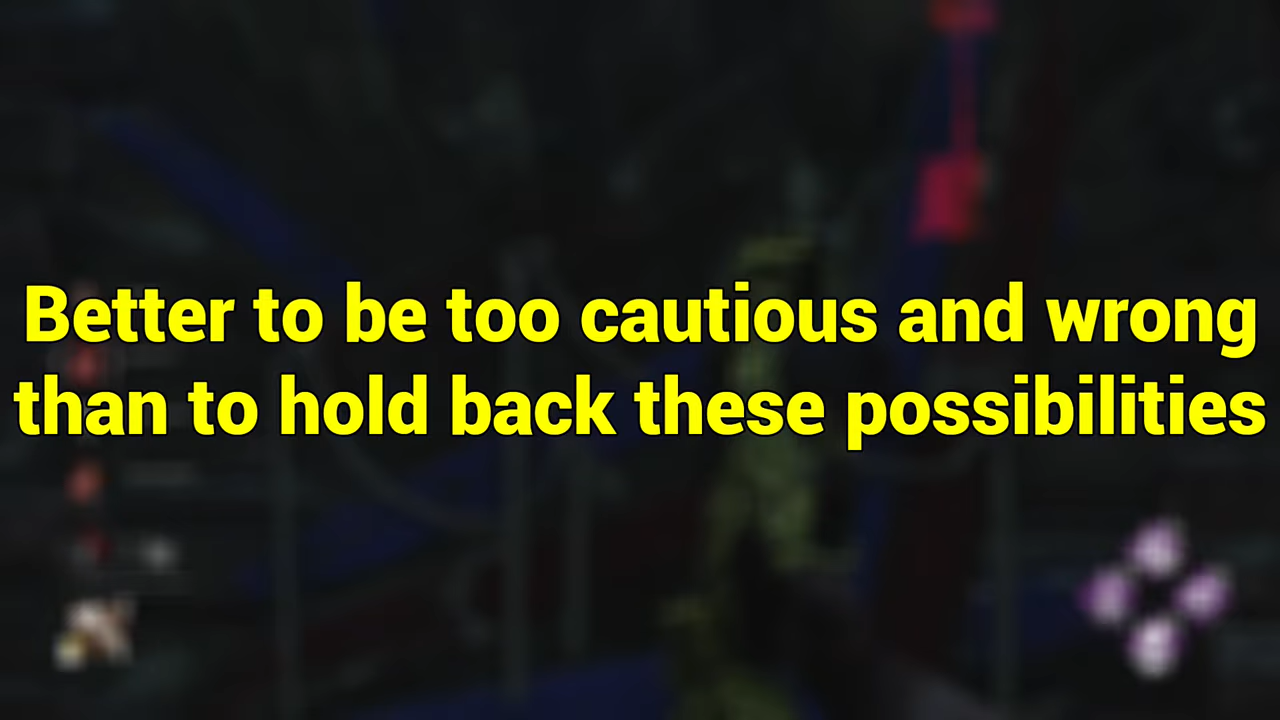 Better to be too cautious and wrong
than to hold back these possibilities